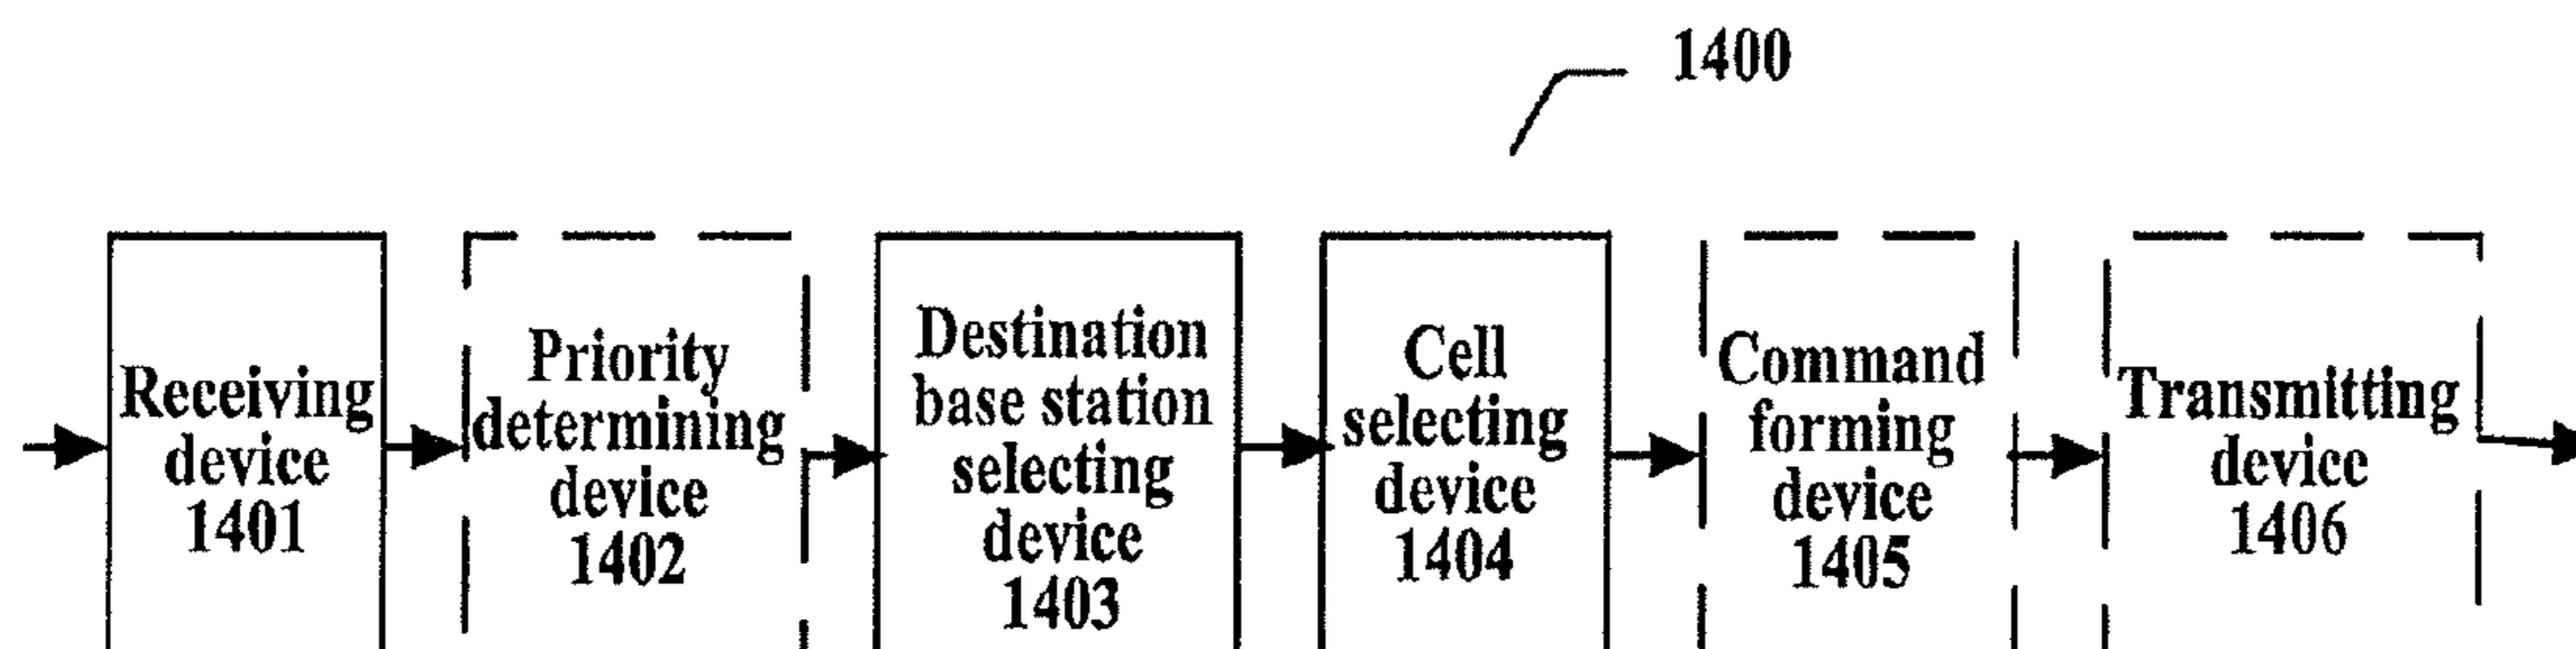 1400
Receiving
device
1401
Priority
determining
device
1402
Destination
base station
selecting
device
1403
Cell
selecting
device
1404
Command
forming
device
1405
Transmitting
device
1406